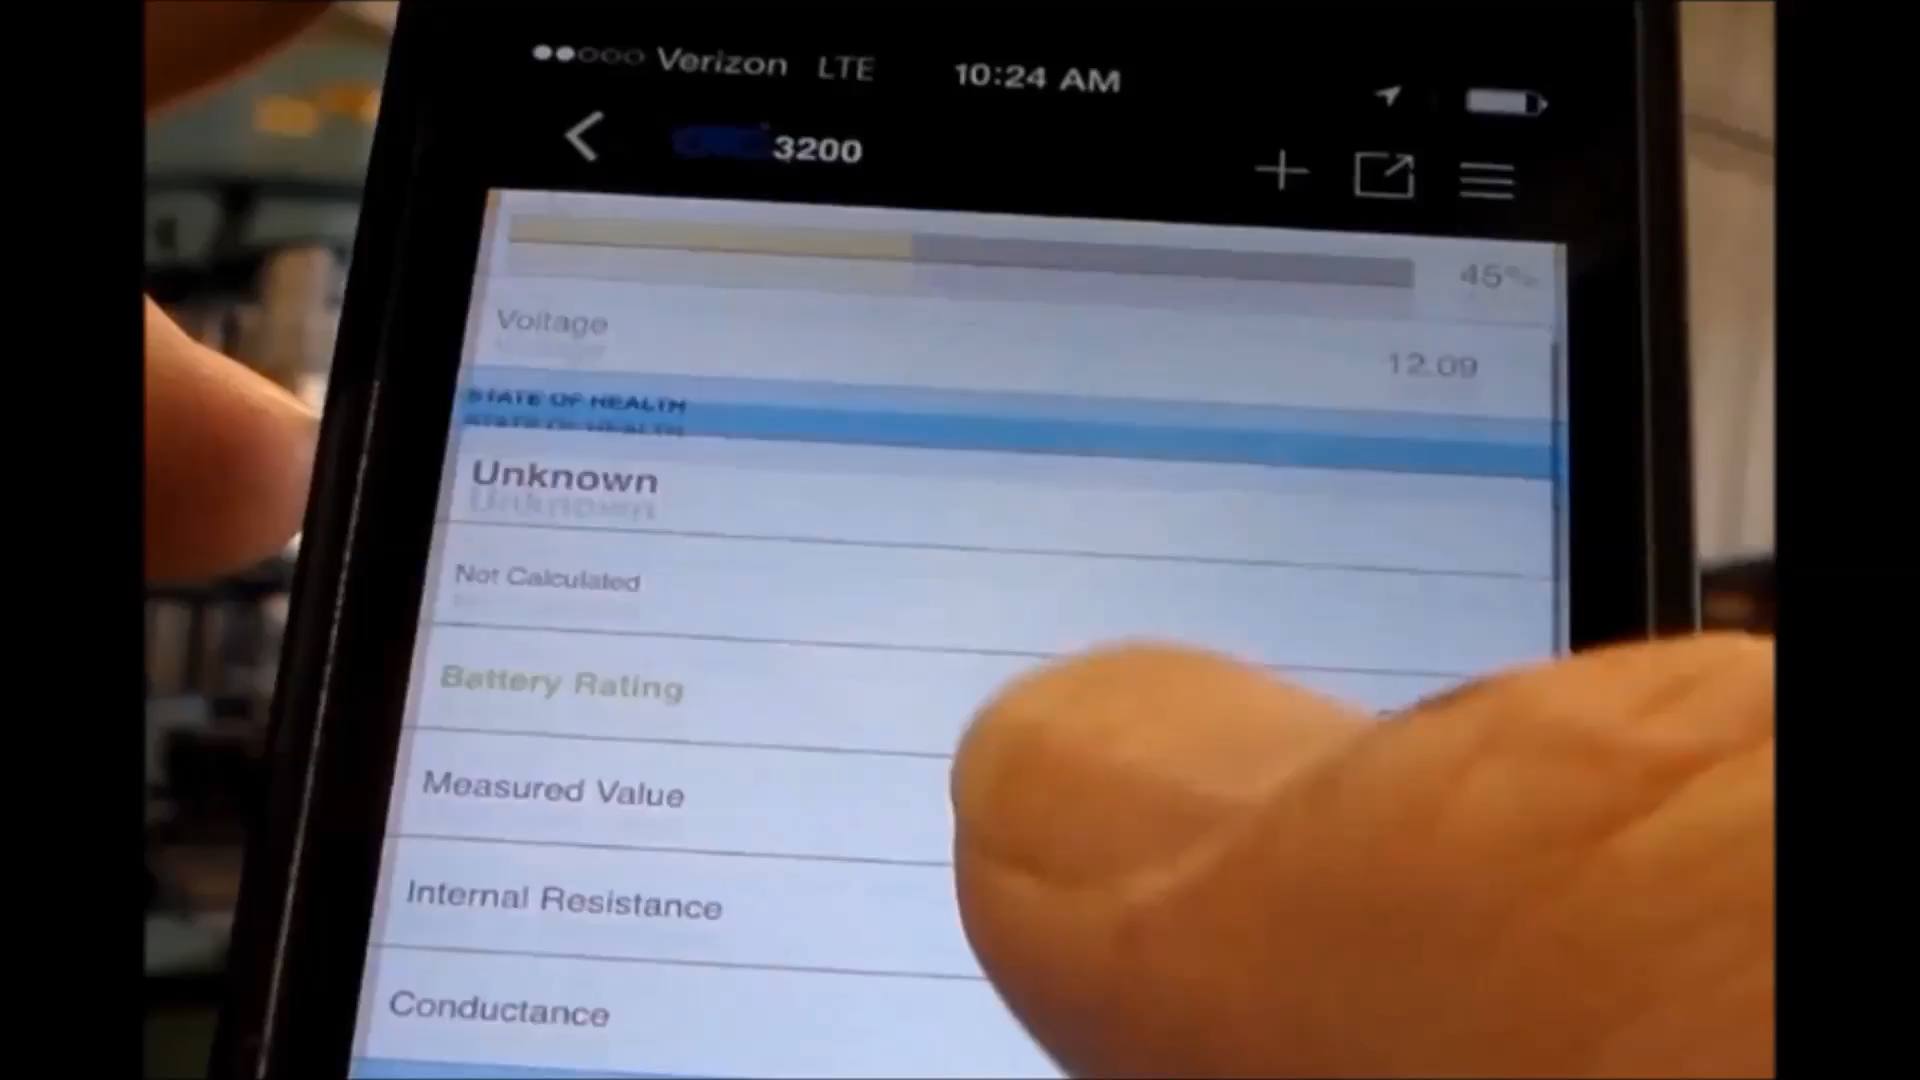 Verizon LTE 10:24 AM
3200
45%
Voltage
12.09
STATE OF HEALTH
Unknown
Not Calculated
Battery Rating
Measured Value
Internal Resistance
Conductance